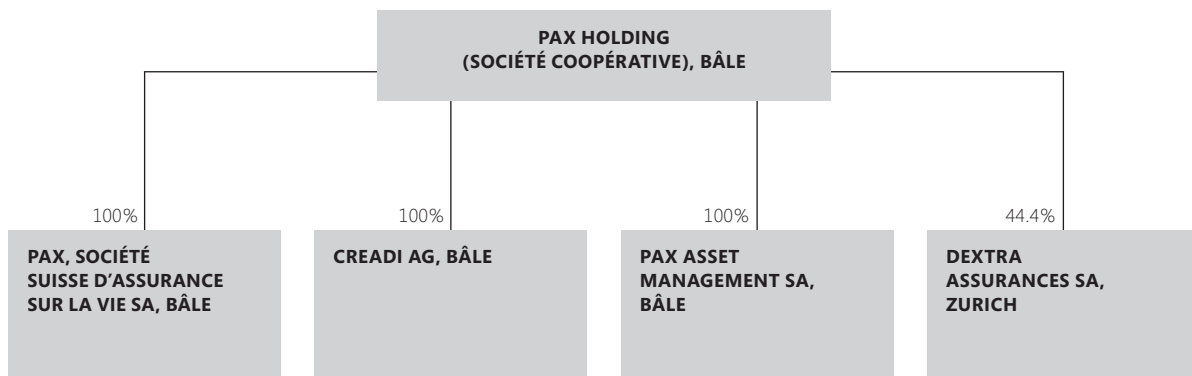 PAX HOLDING
(SOCIÉTÉ COOPÉRATIVE), BÂLE
100%
100%
100%
44.4%
PAX, SOCIÉTÉ
SUISSE D'ASSURANCE
SUR LA VIE SA, BÂLE
CREADI AG, BÂLE
PAX ASSET
MANAGEMENT SA,
BÂLE
DEXTRA
ASSURANCES SA,
ZURICH